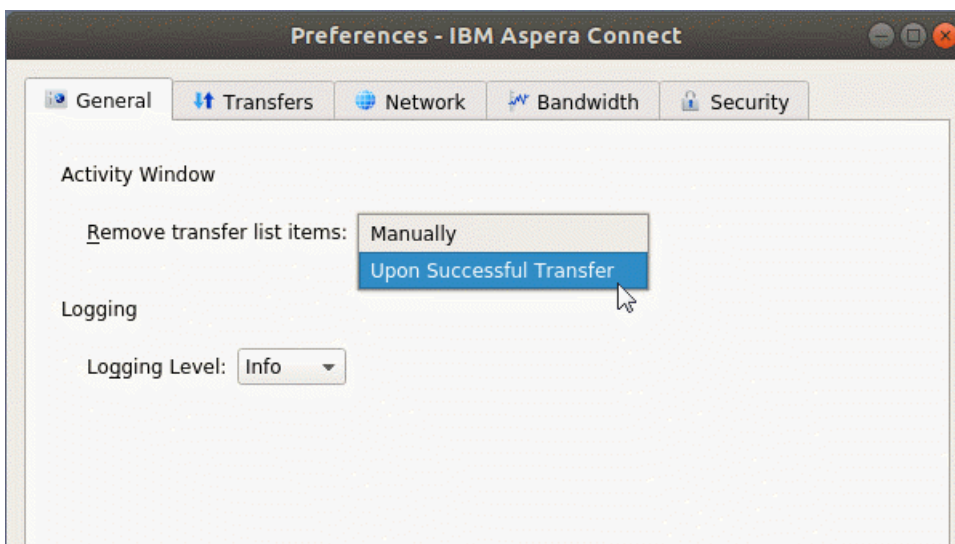 Preferences - IBM Aspera Connect
General Transfers Network Bandwidth Security
Activity Window
Remove transfer list items: Manually
Upon Successful Transfer
Logging
Logging Level: Info